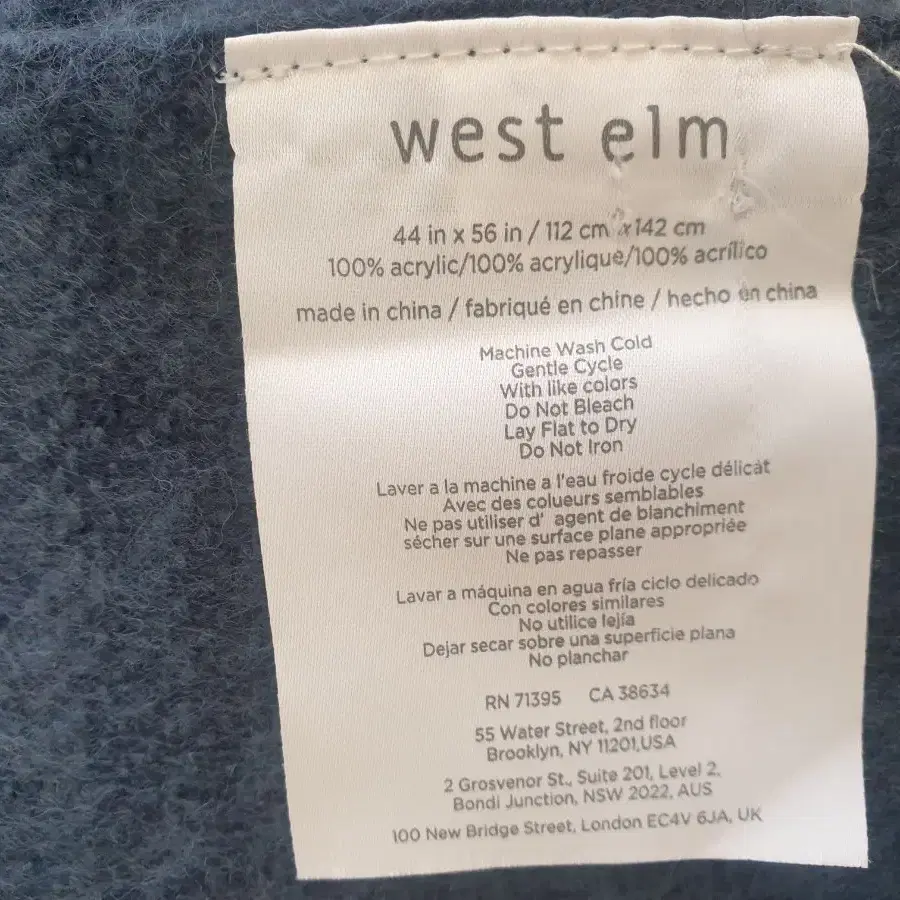 west elm
44 in x 56 in / 112 cm x 142 cm
100% acrylic/100% acrylique/100% acrílico
made in china / fabriqué en chine / hecho en china
Machine Wash Cold
Gentle Cycle
With like colors
Do Not Bleach
Lay Flat to Dry
Do Not Iron
Laver a la machine a l'eau froide cycle délicat
Avec des colueurs semblables
Ne pas utiliser d' agent de blanchiment
sécher sur une surface plane appropriée
Ne pas repasser
Lavar a máquina en agua fría ciclo delicado
Con colores similares
No utilice lejía
Dejar secar sobre una superficie plana
No planchar
RN 71395 CA 38634
55 Water Street, 2nd floor
Brooklyn, NY 11201,USA
2 Grosvenor St., Suite 201, Level 2,
Bondi Junction, NSW 2022, AUS
100 New Bridge Street, London EC4V 6JA, UK